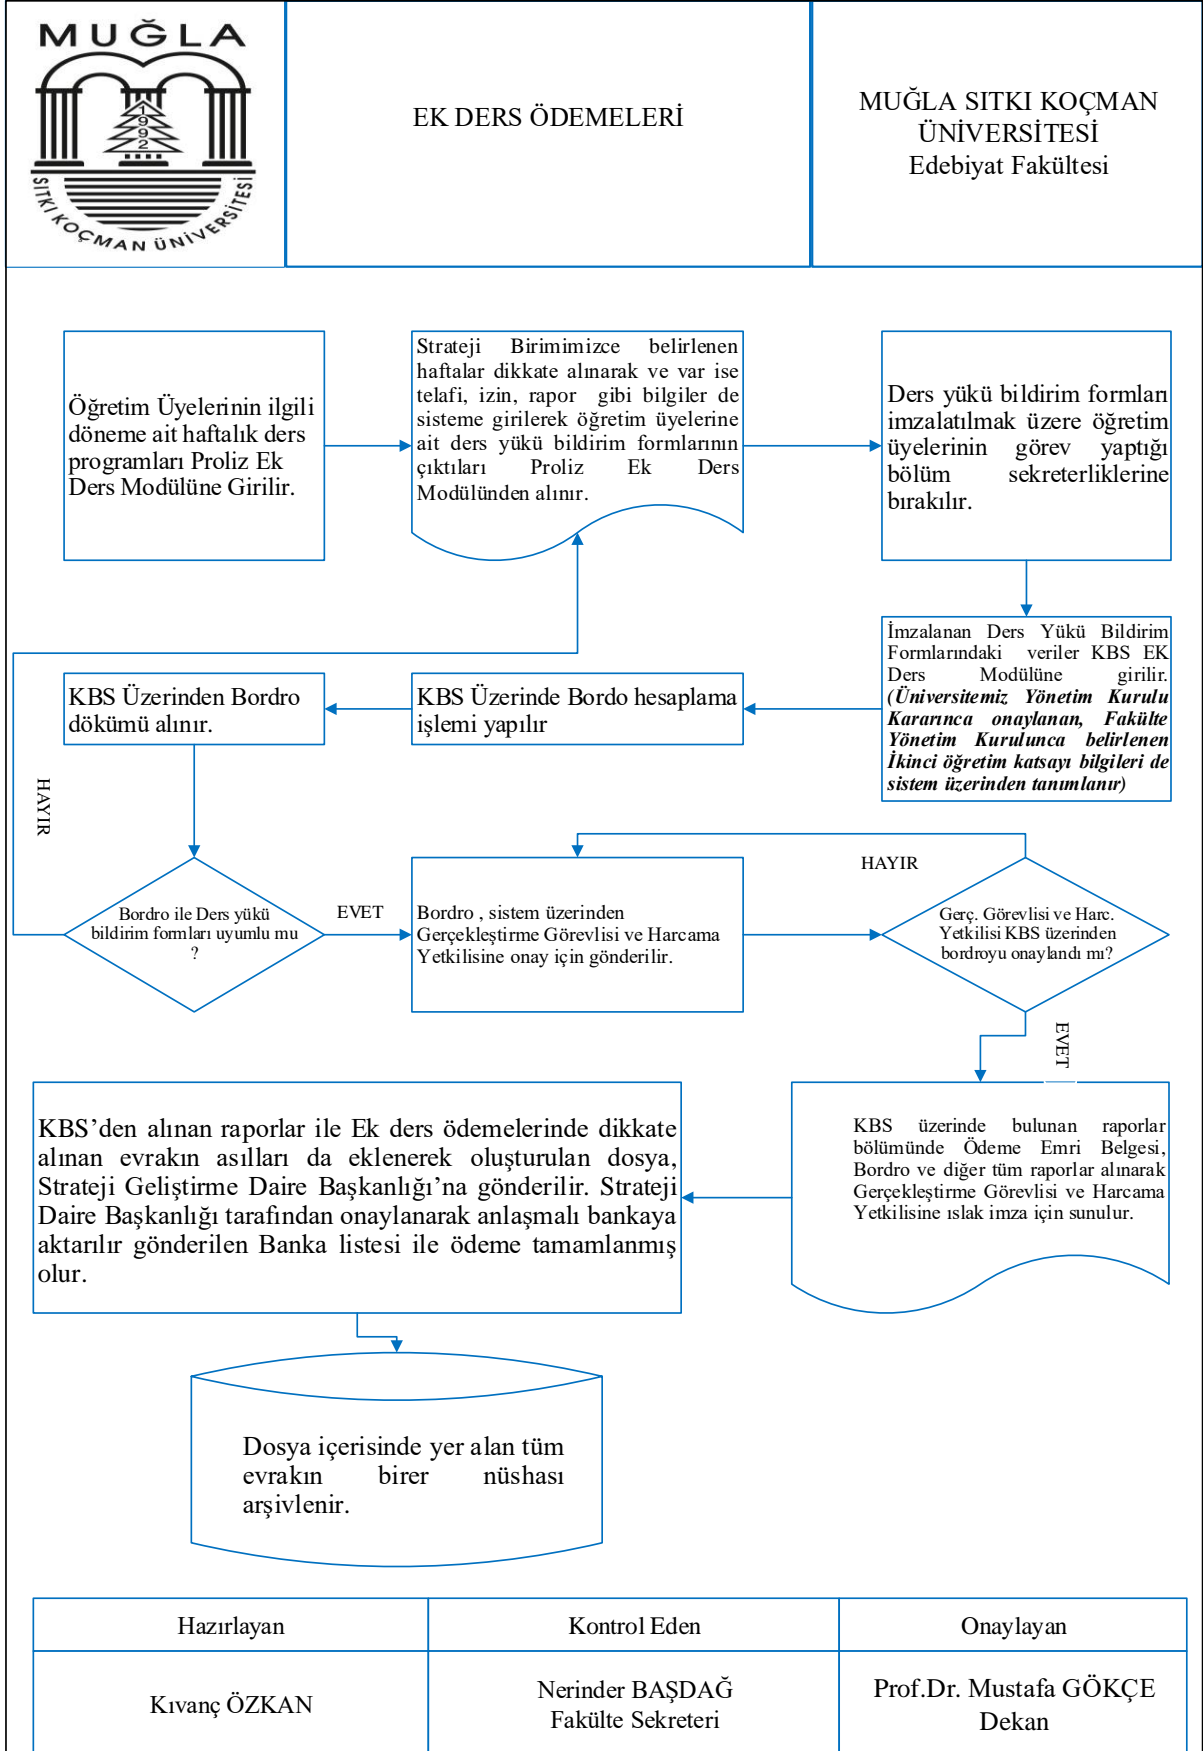 MUĞLA
1992
SITKI KOÇMAN ÜNİVERSİTESİ
EK DERS ÖDEMELERİ
MUĞLA SITKI KOÇMAN
ÜNİVERSİTESİ
Edebiyat Fakültesi
Öğretim Üyelerinin ilgili
döneme ait haftalık ders
programları Proliz Ek
Ders Modülüne Girilir.
Strateji Birimimizce belirlenen
haftalar dikkate alınarak ve var ise
telafi, izin, rapor gibi bilgiler de
sisteme girilerek öğretim üyelerine
ait ders yükü bildirim formlarının
çıktıları Proliz Ek Ders
Modülünden alınır.
Ders yükü bildirim formları
imzalatılmak üzere öğretim
üyelerinin görev yaptığı
bölüm sekreterliklerine
bırakılır.
İmzalanan Ders Yükü Bildirim
Formlarındaki veriler KBS EK
Ders Modülüne girilir.
(Üniversitemiz Yönetim Kurulu
Kararınca onaylanan, Fakülte
Yönetim Kurulunca belirlenen
İkinci öğretim katsayı bilgileri de
sistem üzerinden tanımlanır)
KBS Üzerinde Bordo hesaplama
işlemi yapılır
KBS Üzerinden Bordro
dökümü alınır.
HAYIR
Bordro ile Ders yükü
bildirim formları uyumlu mu
?
EVET
Bordro , sistem üzerinden
Gerçekleştirme Görevlisi ve Harcama
Yetkilisine onay için gönderilir.
HAYIR
Gerç. Görevlisi ve Harc.
Yetkilisi KBS üzerinden
bordroyu onaylandı mı?
EVET
KBS üzerinde bulunan raporlar
bölümünde Ödeme Emri Belgesi,
Bordro ve diğer tüm raporlar alınarak
Gerçekleştirme Görevlisi ve Harcama
Yetkilisine ıslak imza için sunulur.
KBS’den alınan raporlar ile Ek ders ödemelerinde dikkate
alınan evrakın asılları da eklenerek oluşturulan dosya,
Strateji Geliştirme Daire Başkanlığı’na gönderilir. Strateji
Daire Başkanlığı tarafından onaylanarak anlaşmalı bankaya
aktarılır gönderilen Banka listesi ile ödeme tamamlanmış
olur.
Dosya içerisinde yer alan tüm
evrakın birer nüshası
arşivlenir.
Hazırlayan
Kontrol Eden
Onaylayan
Kıvanç ÖZKAN
Nerinder BAŞDAĞ
Fakülte Sekreteri
Prof.Dr. Mustafa GÖKÇE
Dekan